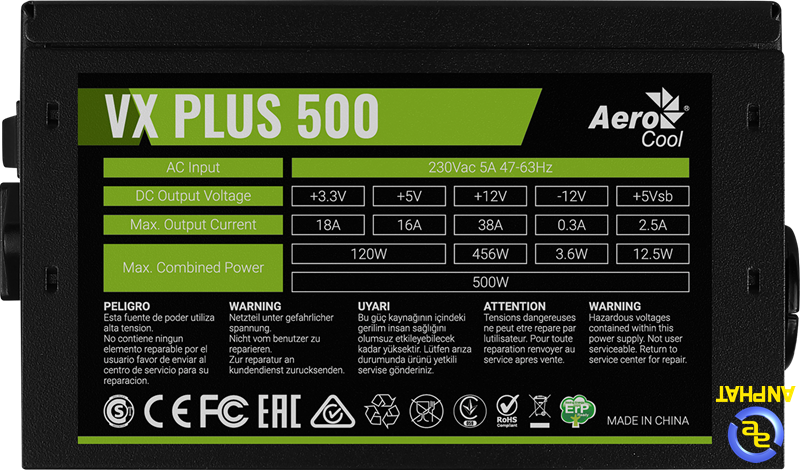 VX PLUS 500
Aero
Cool
®
AC Input 230Vac 5A 47-63Hz
DC Output Voltage +3.3V +5V +12V -12V +5Vsb
Max. Output Current 18A 16A 38A 0.3A 2.5A
Max. Combined Power 120W 456W 3.6W 12.5W
500W
PELIGRO
Esta fuente de poder utiliza
alta tension.
No contiene ningun
elemento reparable por el
usuario favor de enviar al
centro de servicio para su
reparacion.
WARNING
Netzteil unter gefahrlicher
spannung.
Nicht vom benutzer zu
reparieren.
Zur reparatur an
kundendienst zurucksenden.
UYARI
Bu güç kaynağının içindeki
gerilim insan sağlığını
olumsuz etkileyebilecek
kadar yüksektir. Lütfen arıza
durumunda ürünü yetkili
servise gönderiniz.
ATTENTION
Tensions dangereuses
ne peut etre repare par
lutilisateur. Pour toute
reparation renvoyer au
service apres vente.
WARNING
Hazardous voltages
contained within this
power supply. Not user
serviceable. Return to
service center for repair.
S CE FC EAC
RoHS
Compliant
ErP
MADE IN CHINA
ANPHAT